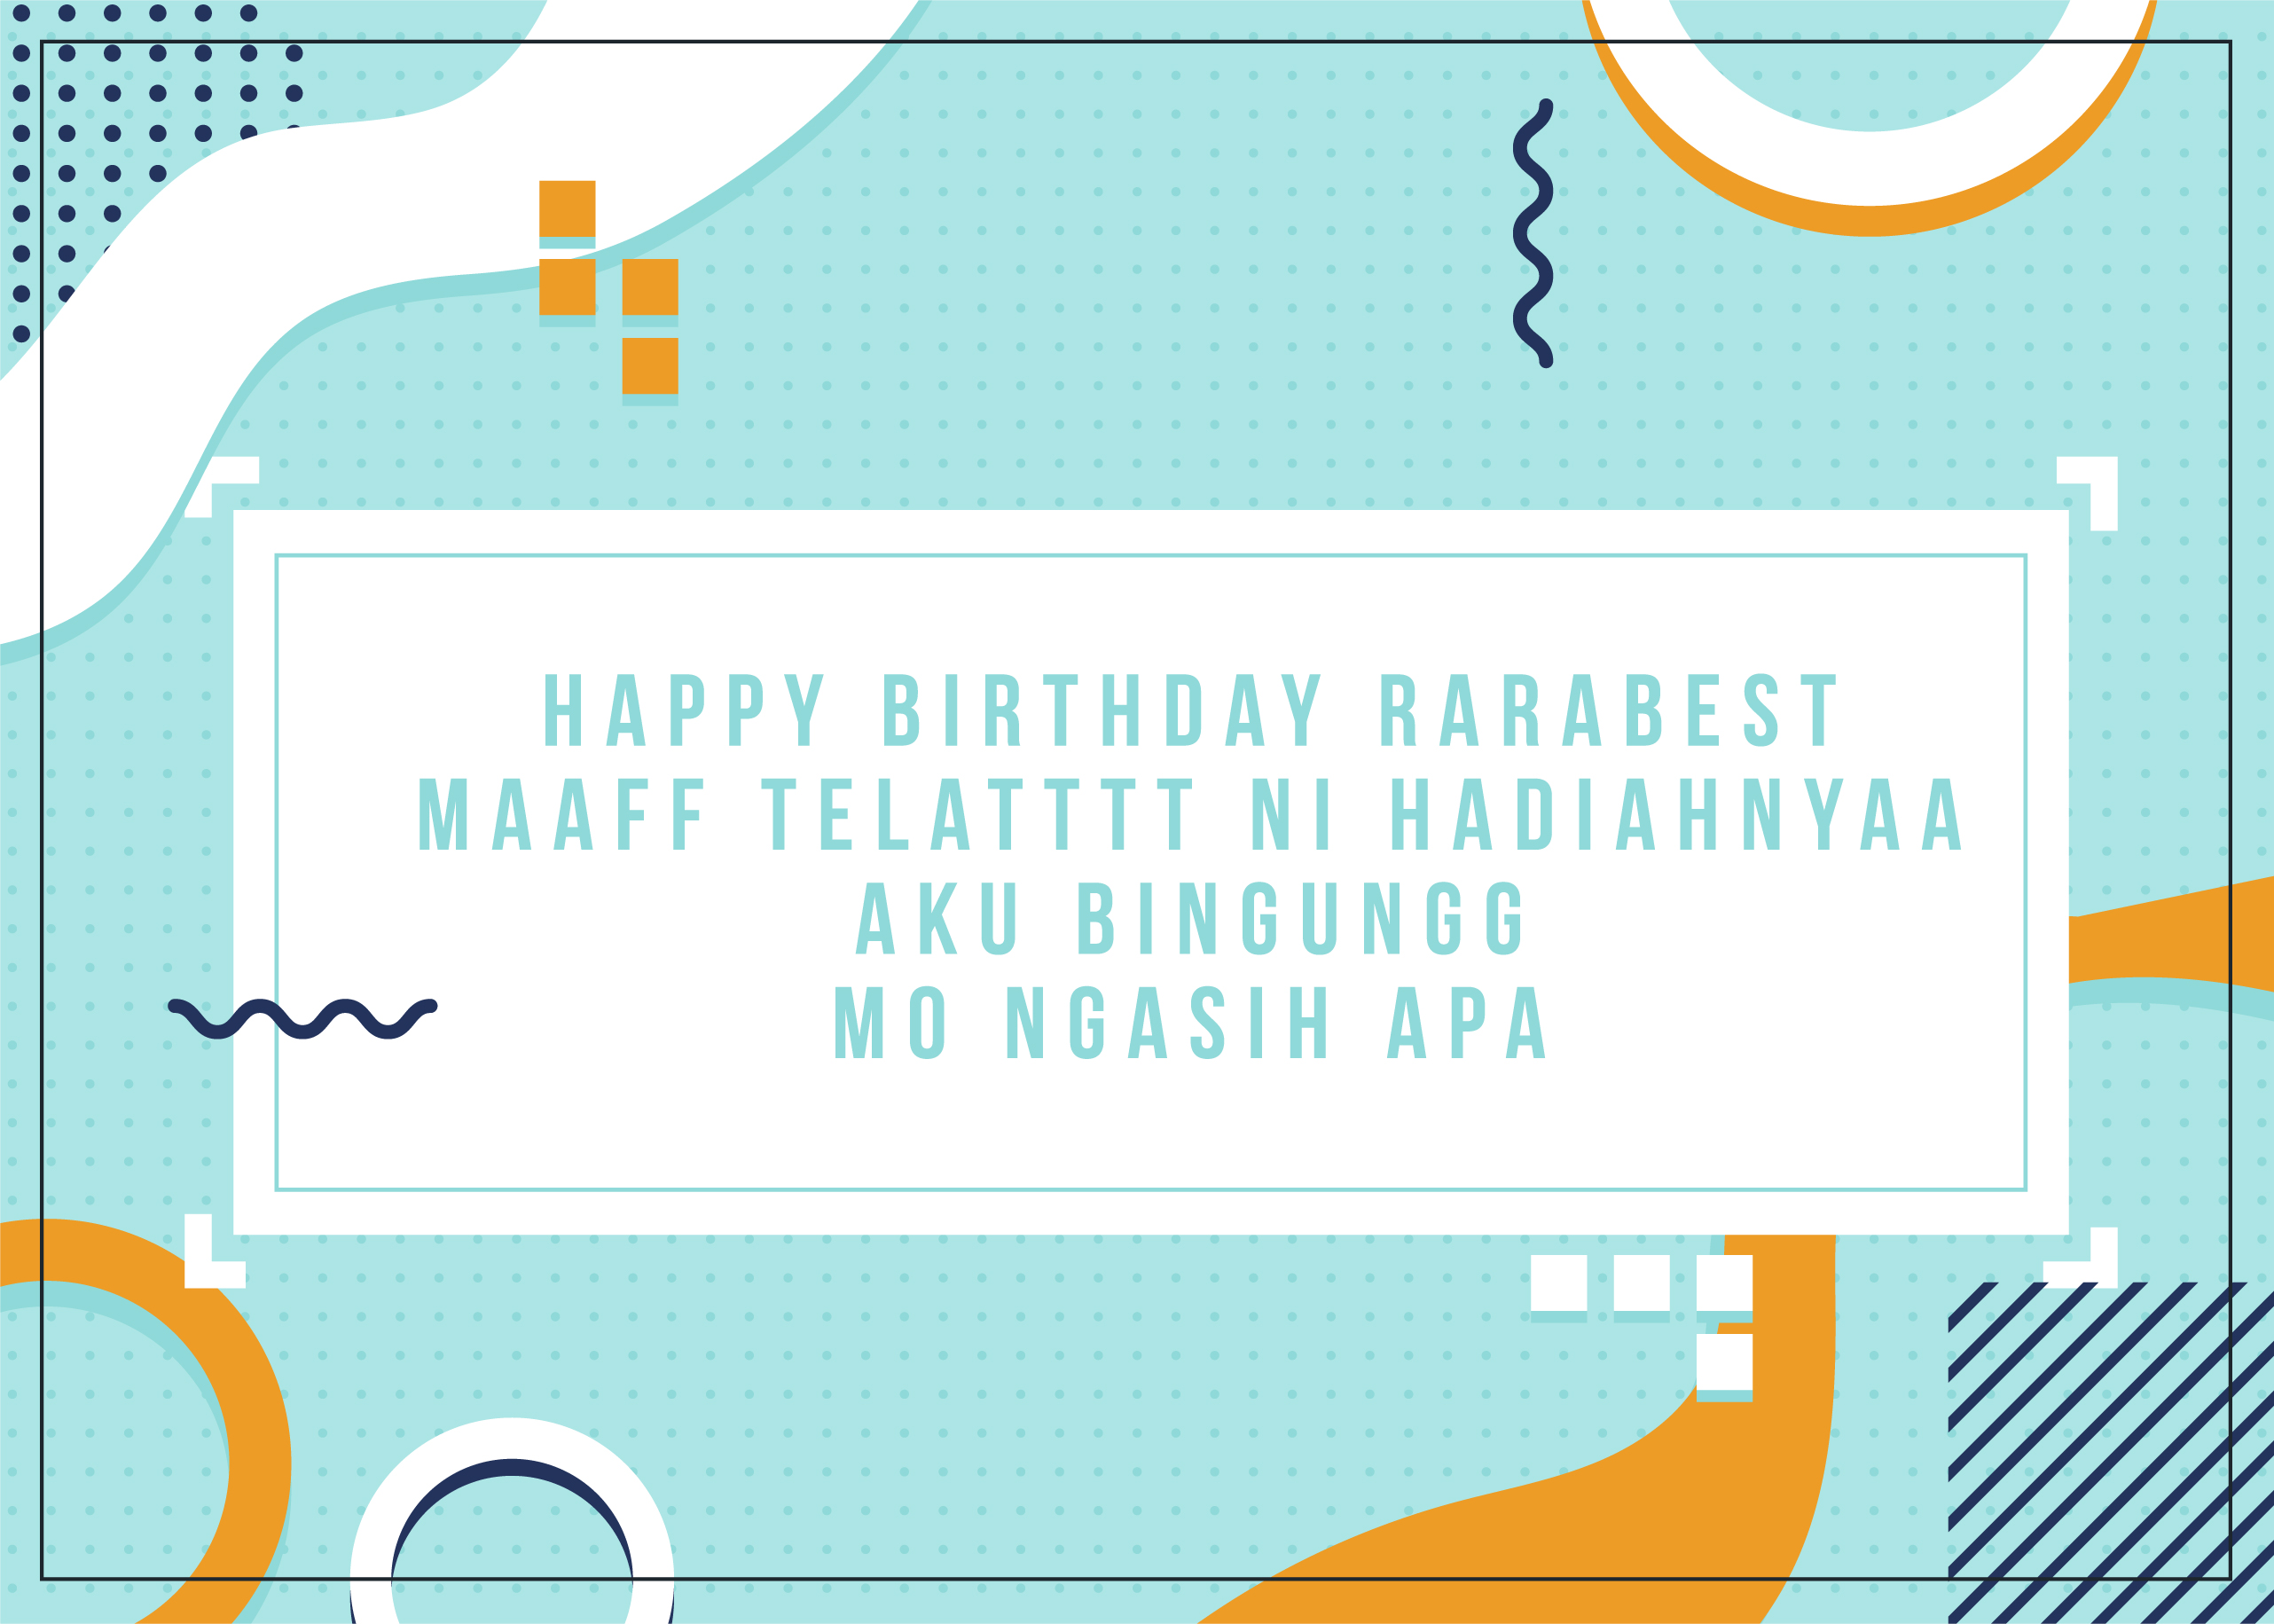 HAPPY BIRTHDAY RARABEST
MAAFF TELATTTT NI HADIAHNYAA
AKU BINGUNGG
MO NGASIH APA